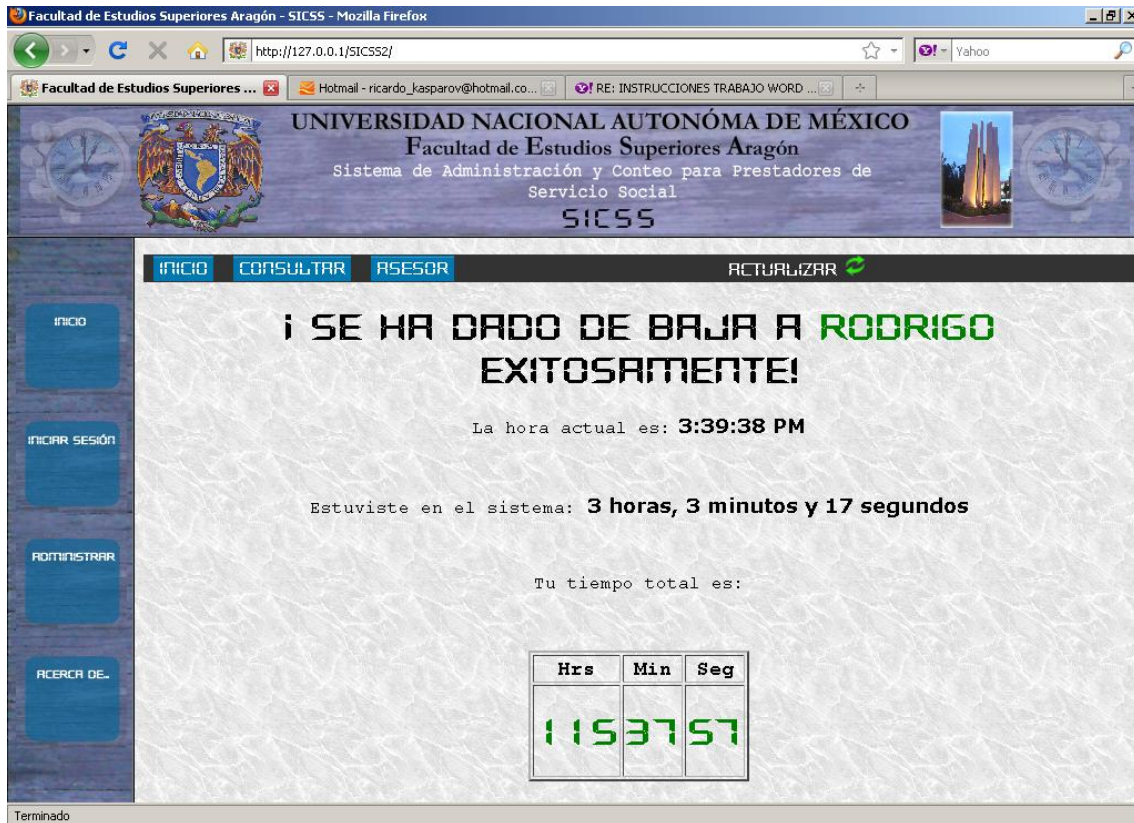 Facultad de Estudios Superiores Aragón - SICSS - Mozilla Firefox
http://127.0.0.1/SICSS2/
Yahoo
Facultad de Estudios Superiores ...
Hotmail - ricardo_kasparov@hotmail.co...
RE: INSTRUCCIONES TRABAJO WORD ...
UNIVERSIDAD NACIONAL AUTONÓMA DE MÉXICO
Facultad de Estudios Superiores Aragón
Sistema de Administración y Conteo para Prestadores de
Servicio Social
SICSS
INICIO CONSULTAR ASESOR ACTUALIZAR
INICIO
INICIAR SESIÓN
ADMINISTRAR
ACERCA DE..
¡ SE HA DADO DE BAJA A RODRIGO
EXITOSAMENTE!
La hora actual es: 3:39:38 PM
Estuviste en el sistema: 3 horas, 3 minutos y 17 segundos
Tu tiempo total es:
Hrs Min Seg
115 37 57
Terminado